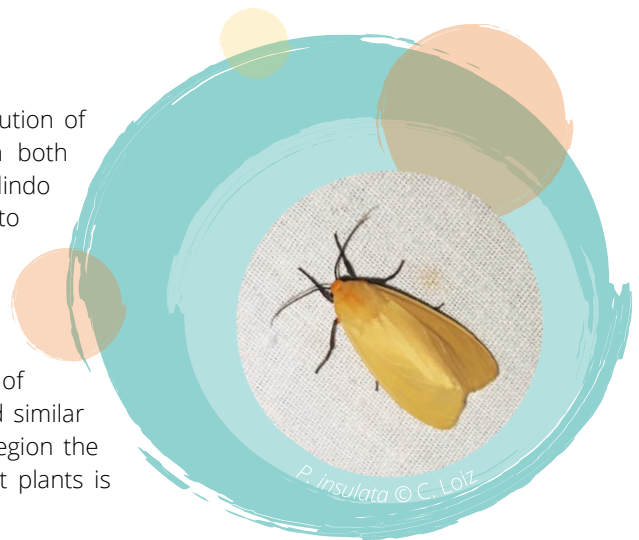 ution of
both
lindo
to
of
similar
egion the
t plants is
P. insulata © C. Loiz